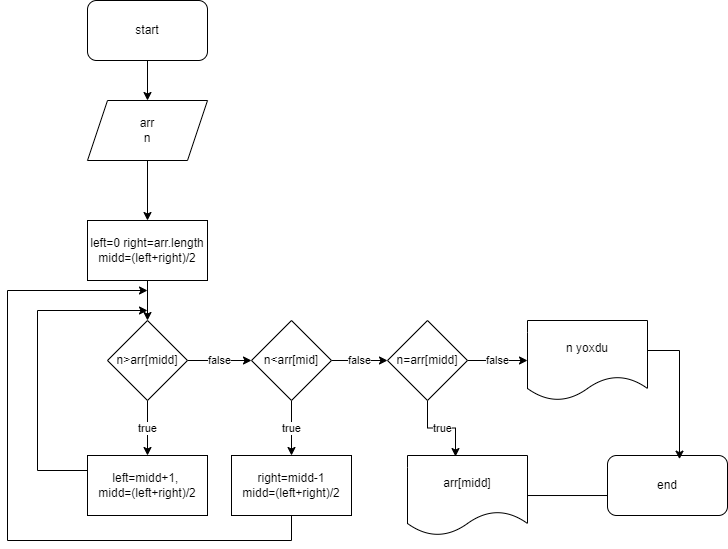 start
arr
n
left=0 right=arr.length
midd=(left+right)/2
n>arr[midd]
false
n<arr[mid]
false
n=arr[midd]
false
n yoxdu
true
true
true
left=midd+1,
midd=(left+right)/2
right=midd-1
midd=(left+right)/2
arr[midd]
end